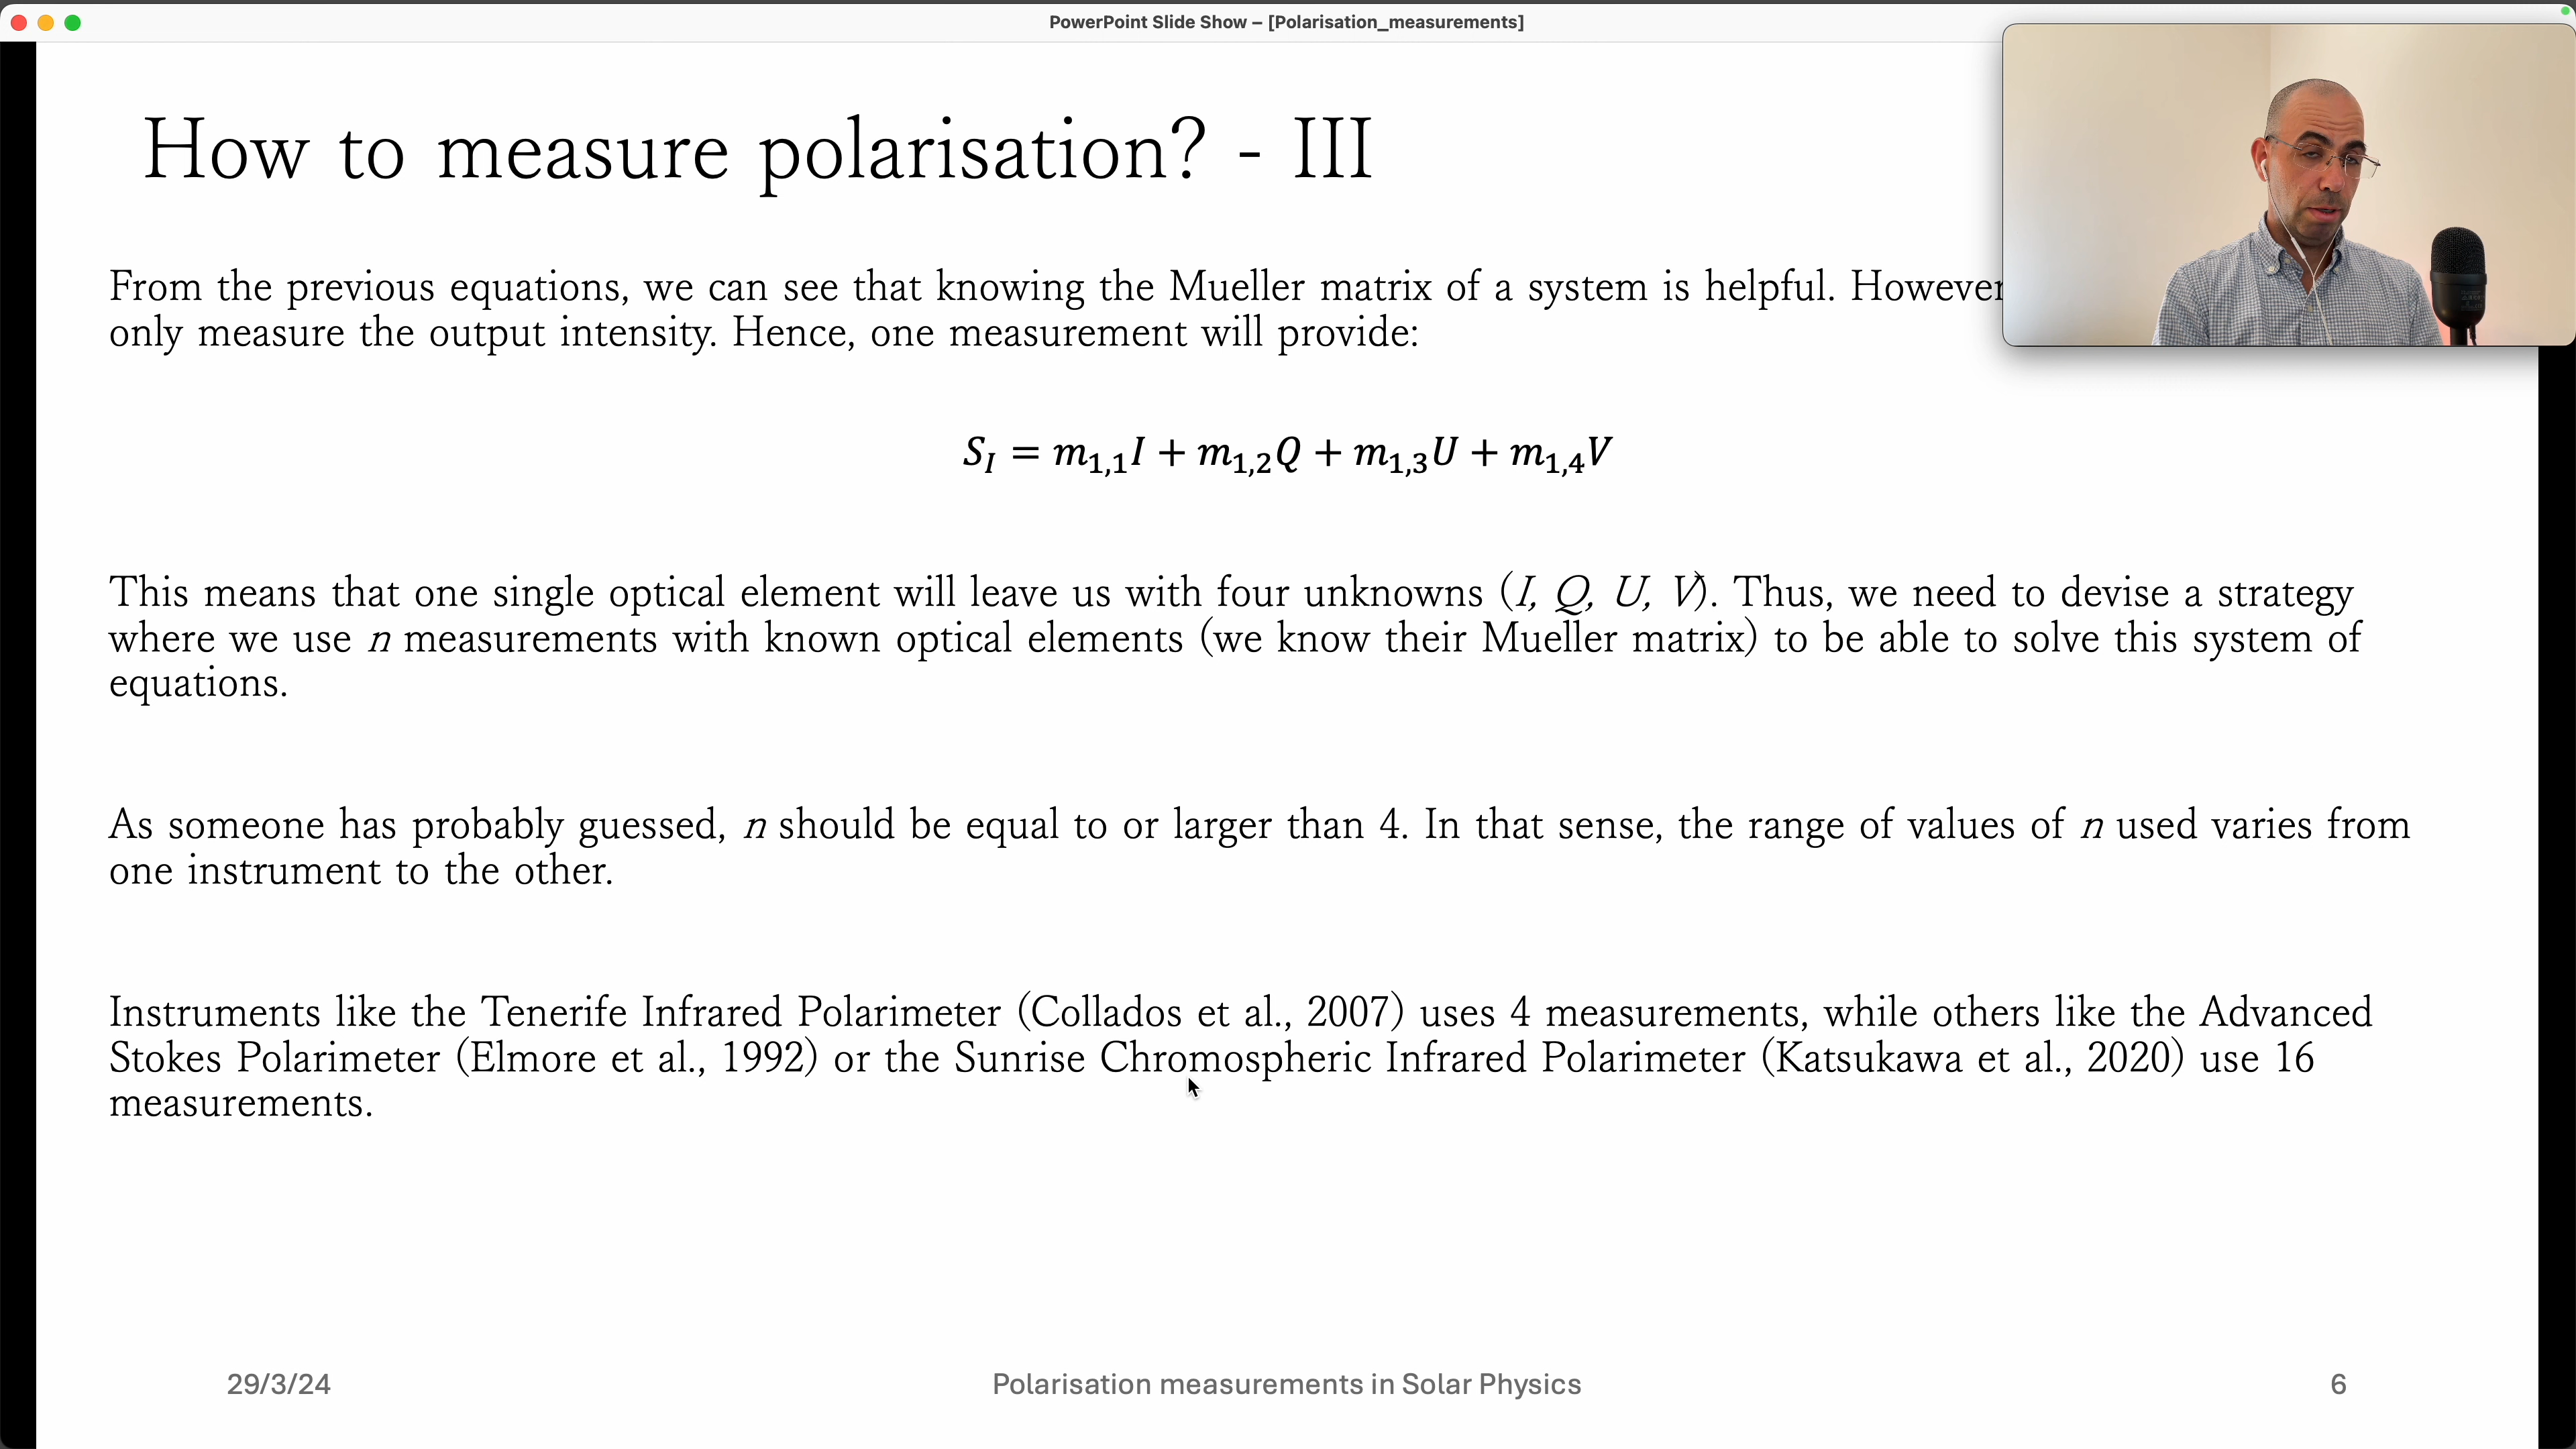 PowerPoint Slide Show – [Polarisation_measurements]
How to measure polarisation? - III
From the previous equations, we can see that knowing the Mueller matrix of a system is helpful. However
only measure the output intensity. Hence, one measurement will provide:
S_I = m_{1,1}I + m_{1,2}Q + m_{1,3}U + m_{1,4}V
This means that one single optical element will leave us with four unknowns (I, Q, U, V). Thus, we need to devise a strategy
where we use n measurements with known optical elements (we know their Mueller matrix) to be able to solve this system of
equations.
As someone has probably guessed, n should be equal to or larger than 4. In that sense, the range of values of n used varies from
one instrument to the other.
Instruments like the Tenerife Infrared Polarimeter (Collados et al., 2007) uses 4 measurements, while others like the Advanced
Stokes Polarimeter (Elmore et al., 1992) or the Sunrise Chromospheric Infrared Polarimeter (Katsukawa et al., 2020) use 16
measurements.
29/3/24
Polarisation measurements in Solar Physics
6